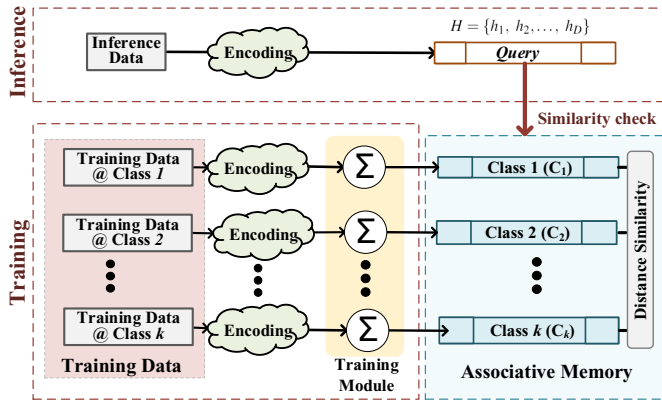 Inference
Inference
Data
Encoding
H = {h₁, h₂, . . . , h_D}
Query
Similarity check
Training
Training Data
@ Class 1
Encoding
Σ
Class 1 (C₁)
Training Data
@ Class 2
Encoding
Σ
Class 2 (C₂)
Training Data
@ Class k
Encoding
Σ
Class k (Cₖ)
Distance Similarity
Training Data
Training
Module
Associative Memory